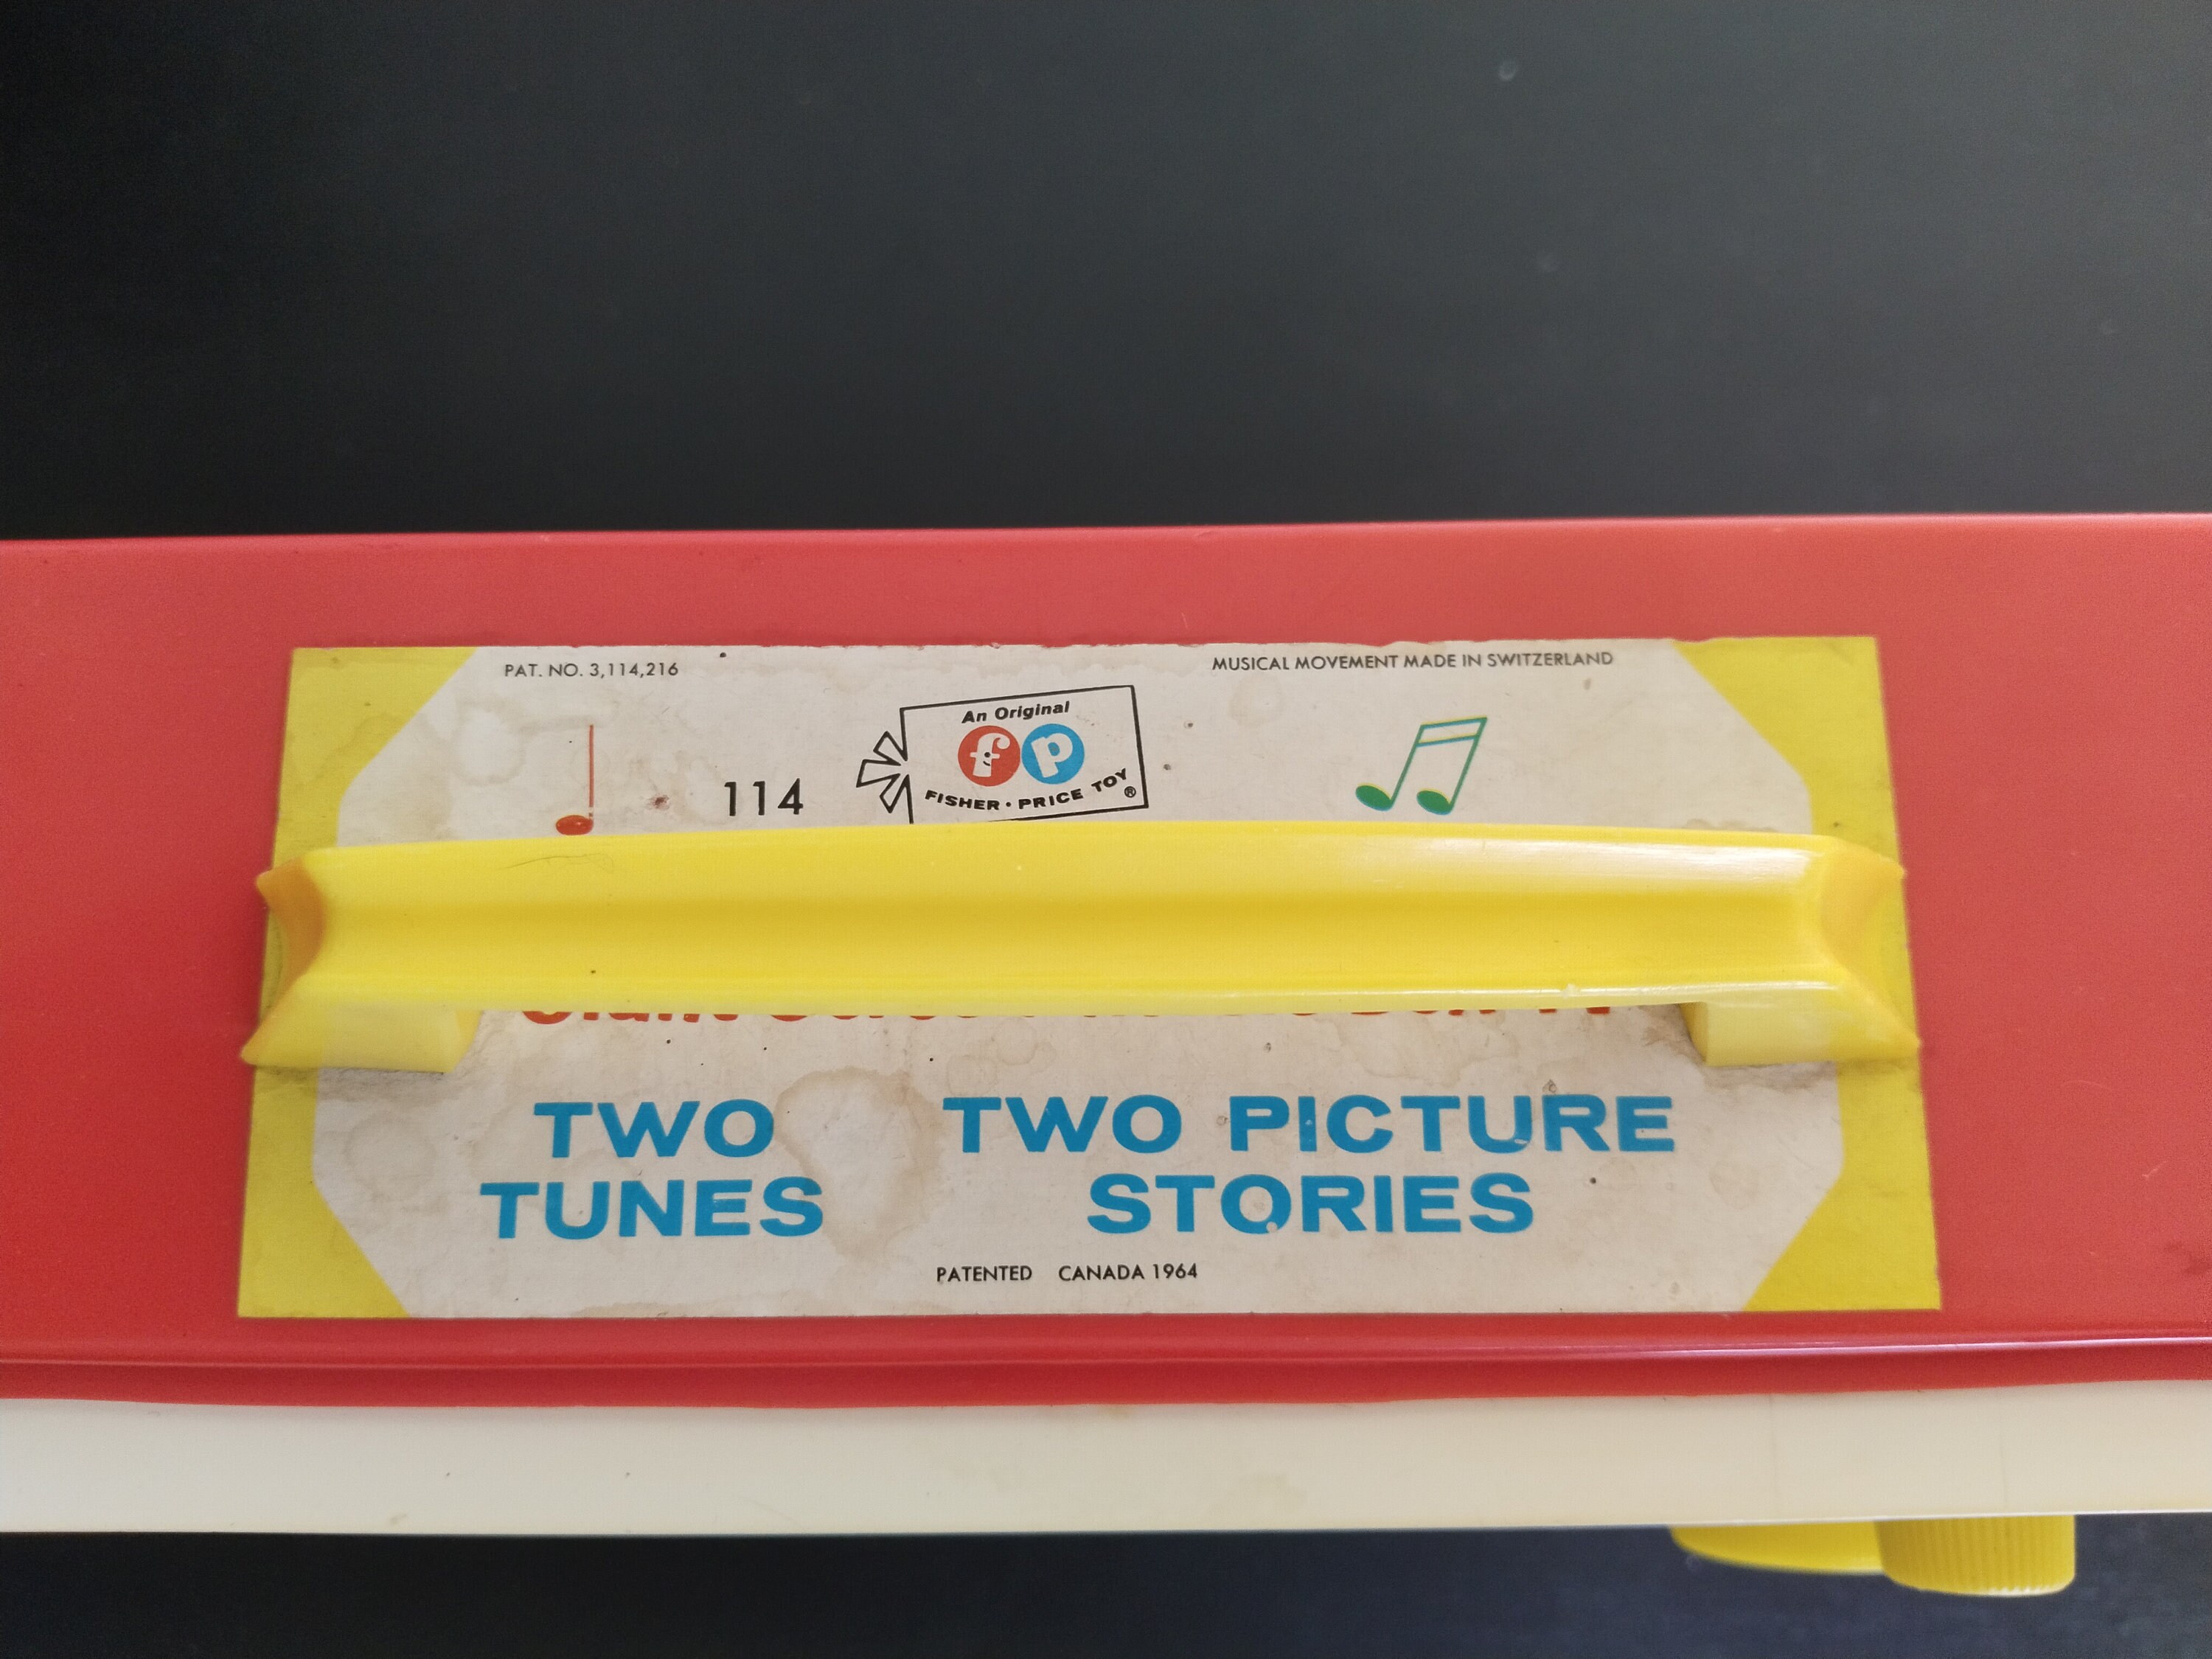 PAT. NO. 3,114,216
MUSICAL MOVEMENT MADE IN SWITZERLAND
114
An Original
fp
FISHER · PRICE TOY ®
TWO
TUNES
TWO PICTURE
STORIES
PATENTED CANADA 1964